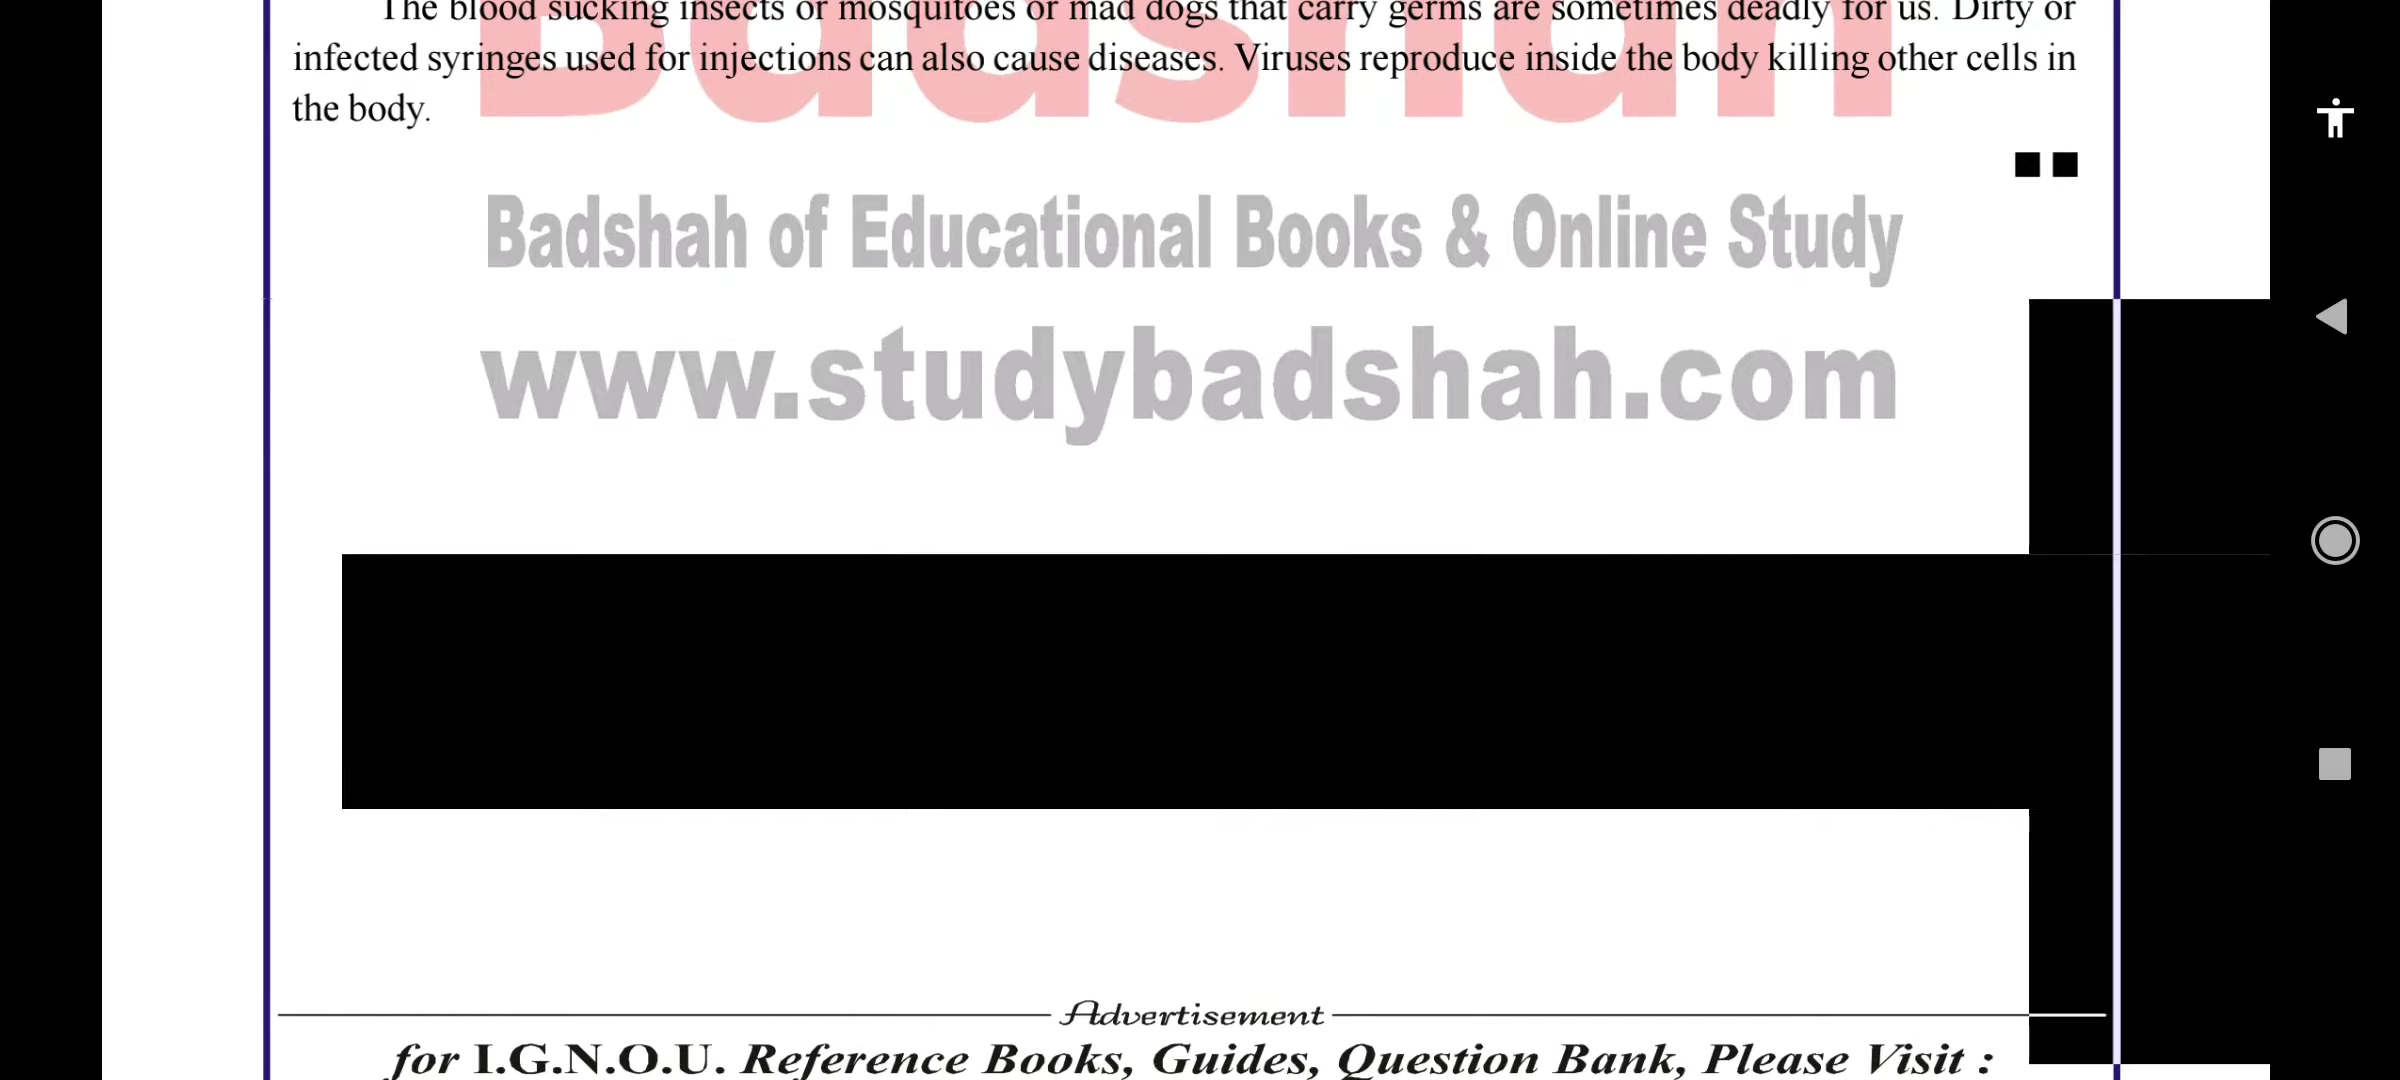 The blood sucking insects or mosquitoes or mad dogs that carry germs are sometimes deadly for us. Dirty or
infected syringes used for injections can also cause diseases. Viruses reproduce inside the body killing other cells in
the body.
Badshah
Badshah of Educational Books & Online Study
www.studybadshah.com
Advertisement
for I.G.N.O.U. Reference Books, Guides, Question Bank, Please Visit :